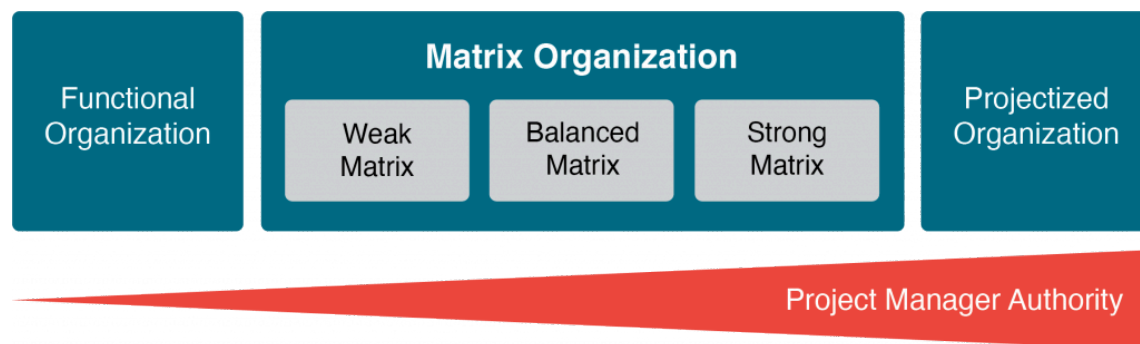 Functional
Organization
Matrix Organization
Weak
Matrix
Balanced
Matrix
Strong
Matrix
Projectized
Organization
Project Manager Authority